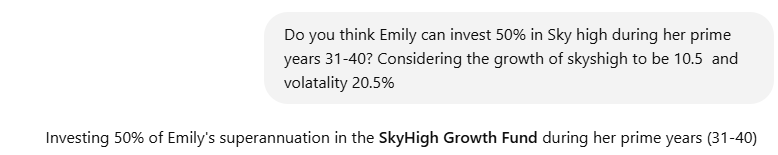 Do you think Emily can invest 50% in Sky high during her prime
years 31-40? Considering the growth of skyshigh to be 10.5  and
volatality 20.5%
Investing 50% of Emily's superannuation in the SkyHigh Growth Fund during her prime years (31-40)